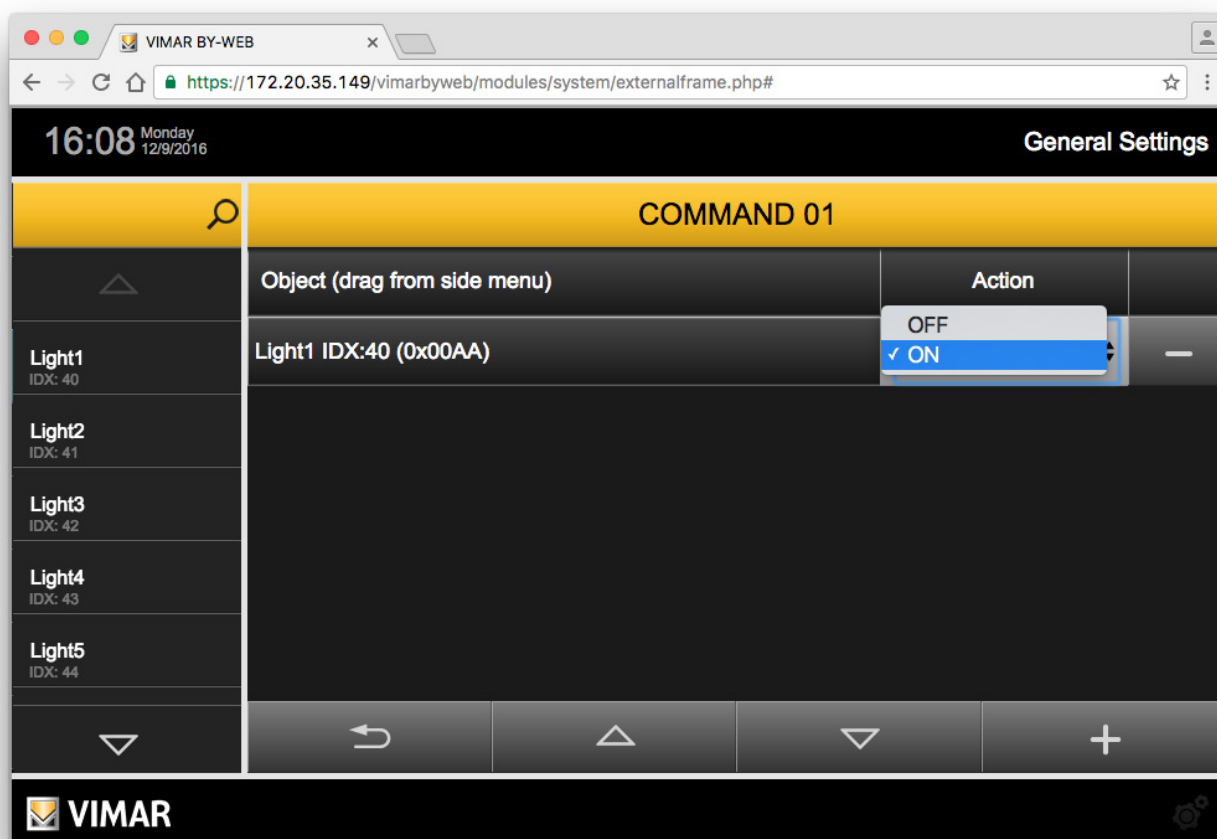 VIMAR BY-WEB
https://172.20.35.149/vimarbyweb/modules/system/externalframe.php#
16:08 Monday 12/9/2016
General Settings
COMMAND 01
Object (drag from side menu)
Action
OFF
✓ ON
Light1 IDX:40 (0x00AA)
Light1
IDX: 40
Light2
IDX: 41
Light3
IDX: 42
Light4
IDX: 43
Light5
IDX: 44
VIMAR